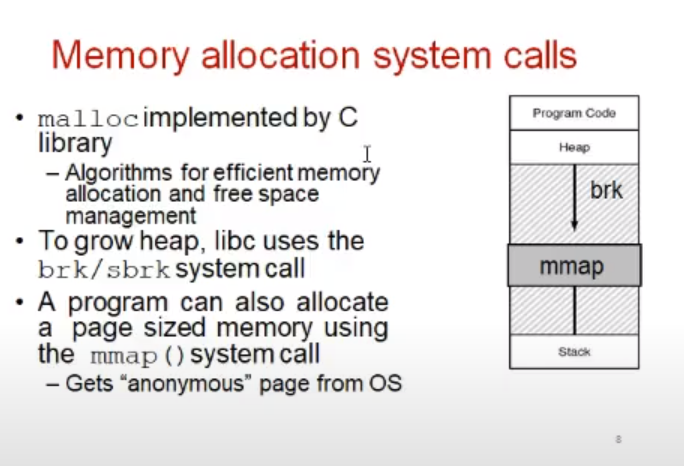 Memory allocation system calls
• malloc implemented by C
library
– Algorithms for efficient memory
allocation and free space
management
• To grow heap, libc uses the
brk/sbrk system call
• A program can also allocate
a page sized memory using
the mmap() system call
– Gets “anonymous” page from OS
Program Code
Heap
brk
mmap
Stack
8